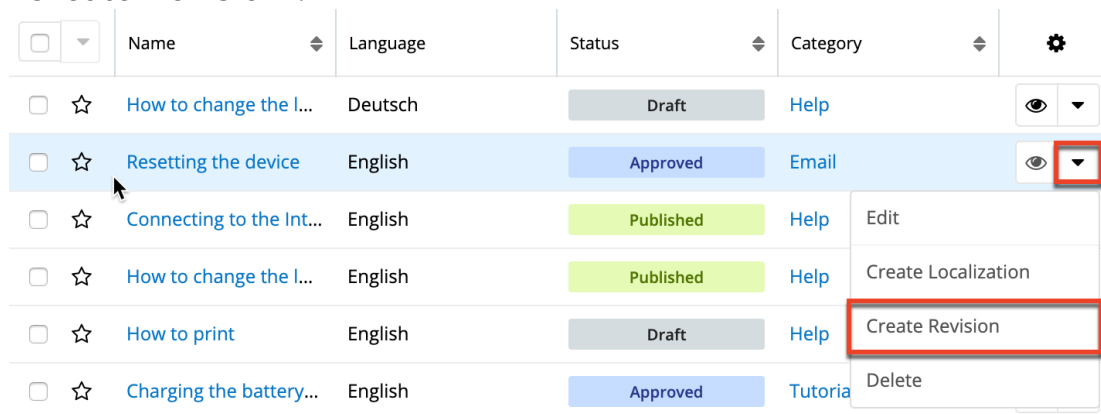 Name Language Status Category
How to change the l... Deutsch Draft Help
Resetting the device English Approved Email
Connecting to the Int... English Published Help
Edit
How to change the l... English Published Help
Create Localization
How to print English Draft Help
Create Revision
Charging the battery... English Approved Tutoria
Delete